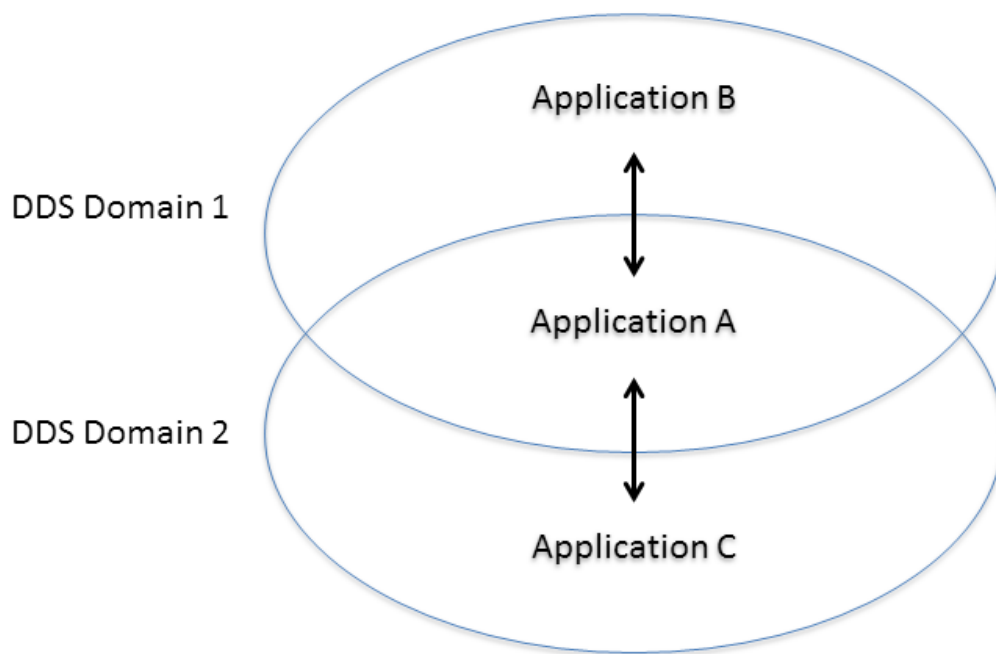 Application B
DDS Domain 1
Application A
DDS Domain 2
Application C